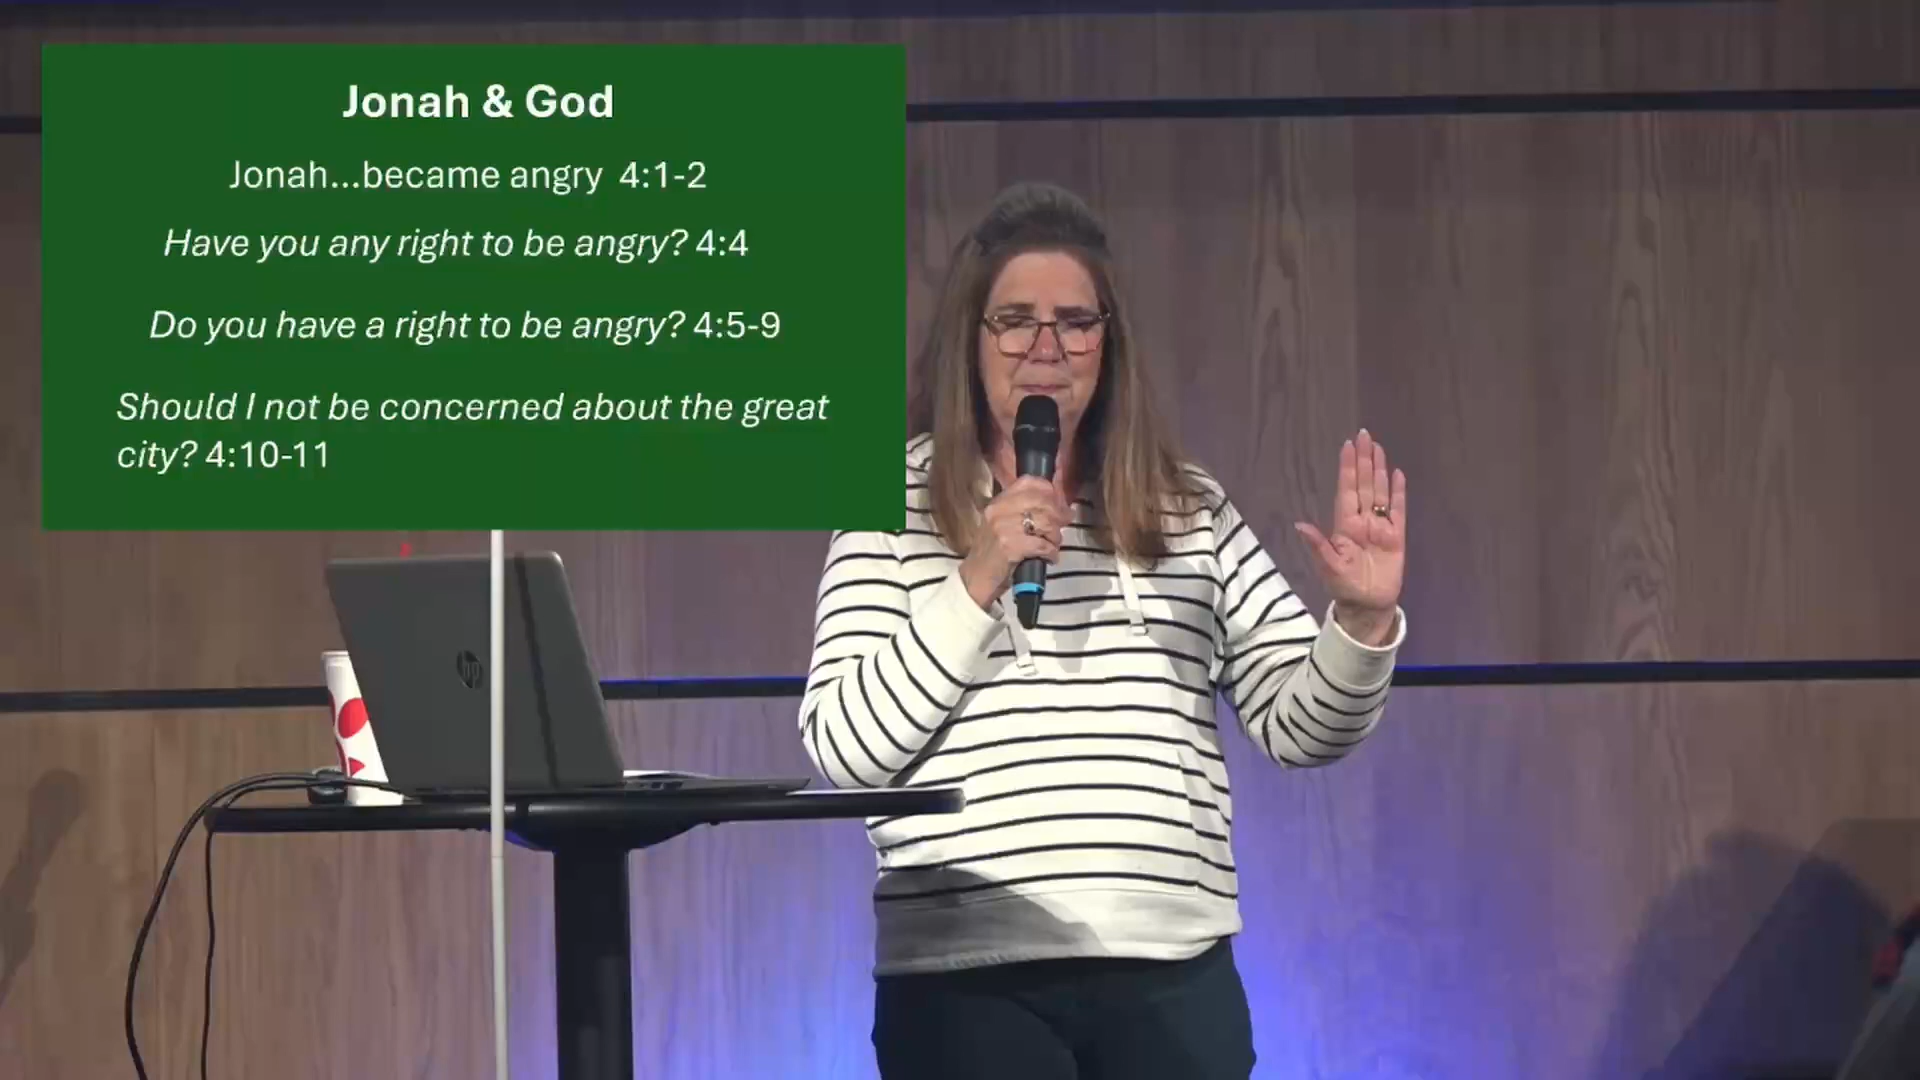 Jonah & God
Jonah...became angry 4:1-2
Have you any right to be angry? 4:4
Do you have a right to be angry? 4:5-9
Should I not be concerned about the great
city? 4:10-11
hp